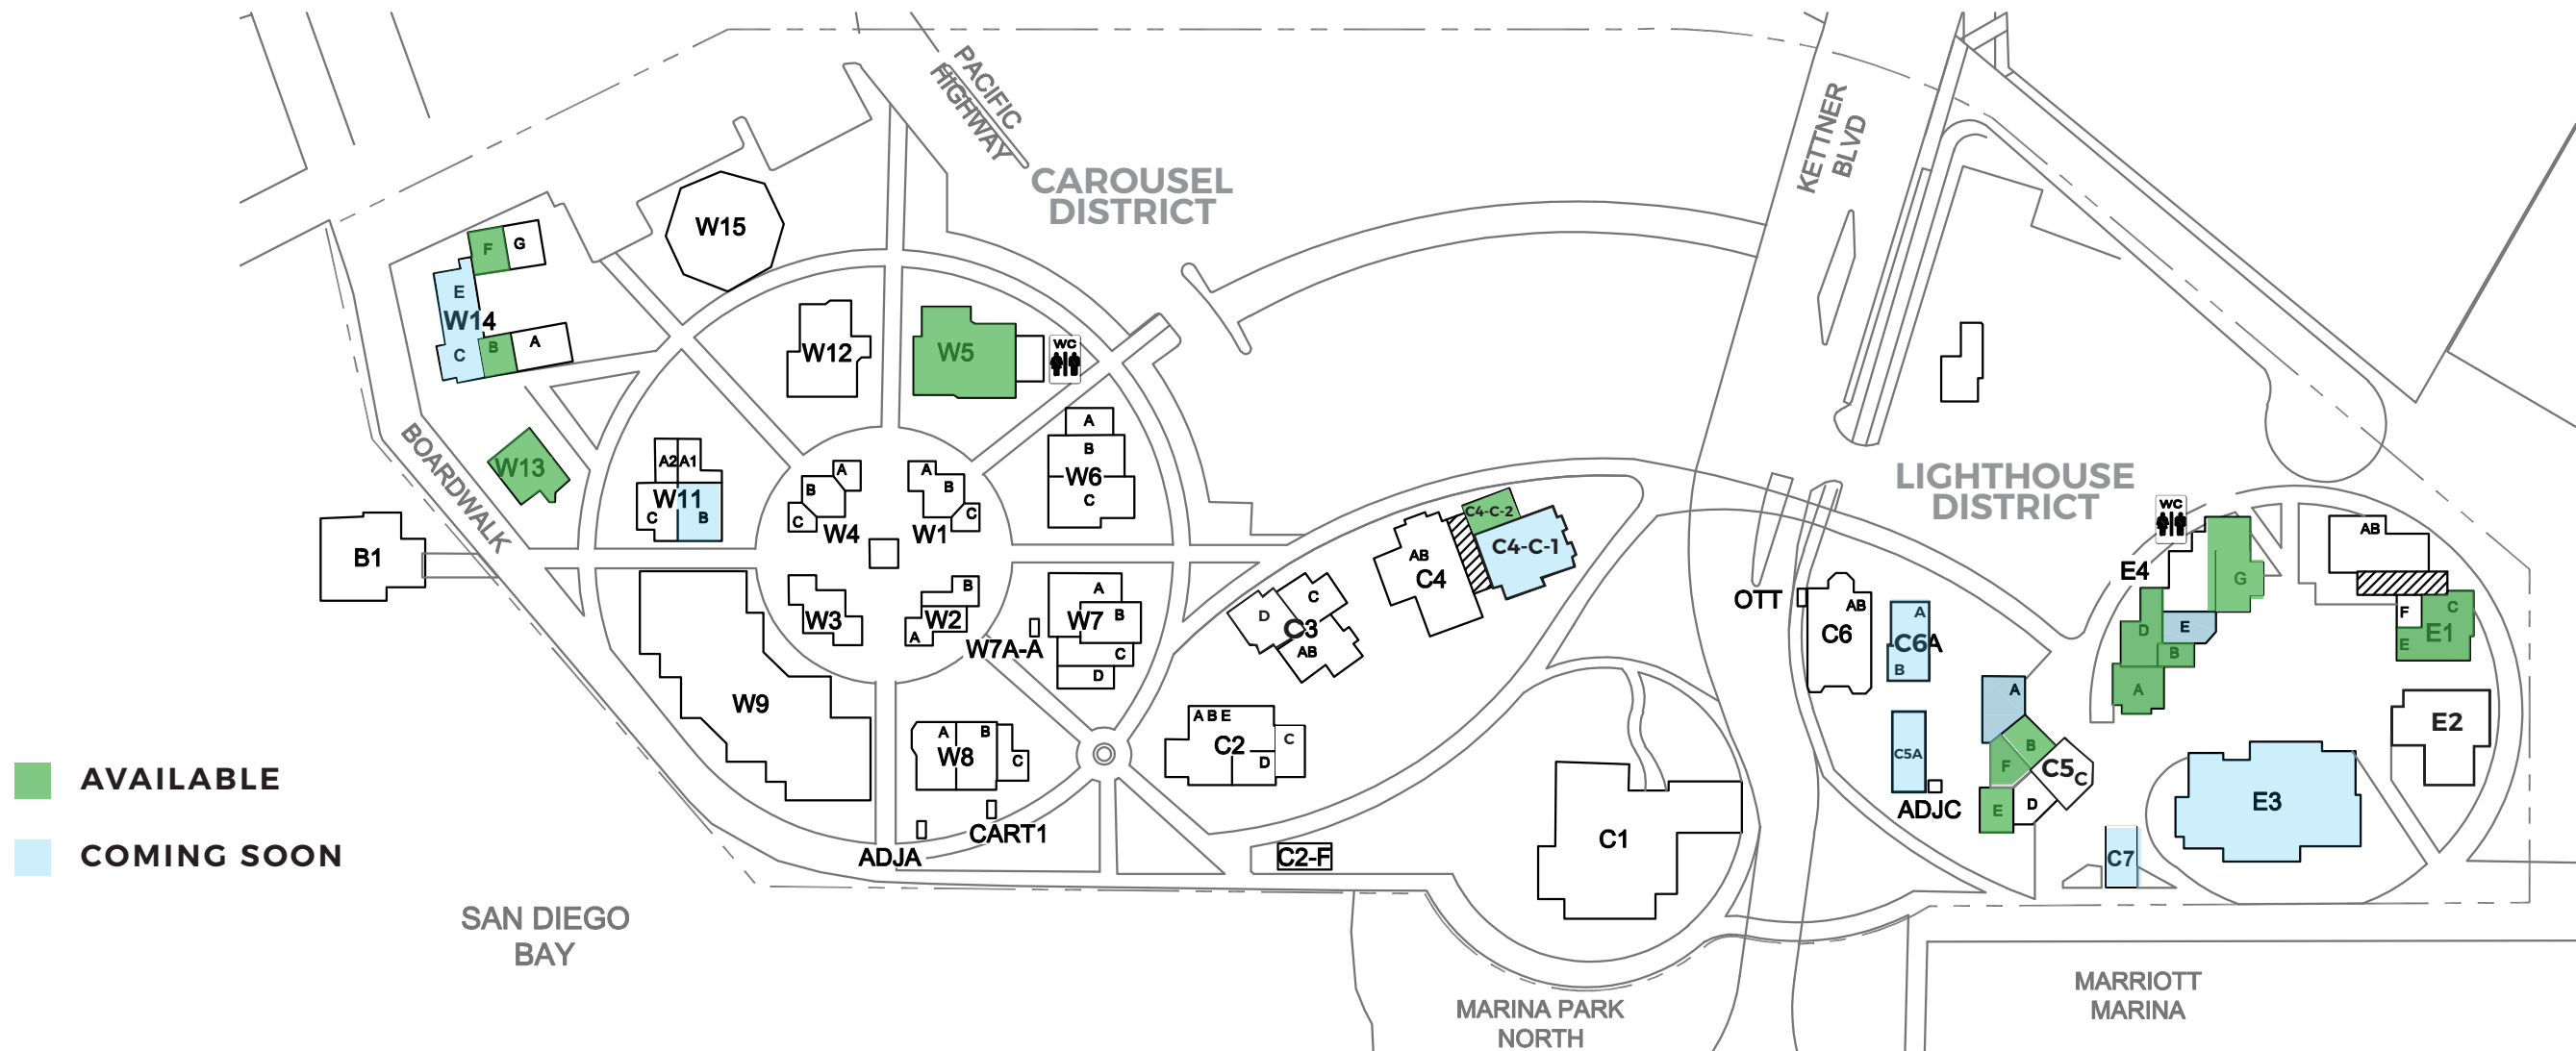 PACIFIC
HIGHWAY
CAROUSEL
DISTRICT
KETTNER
BLVD
W15
F
G
E
W14
C
B
A
W12
W5
WC
BOARDWALK
W13
A2
A1
W11
C
B
A
B
C
W4
A
B
C
W1
A
B
W6
C
B1
W3
B
W2
A
W7A-A
A
W7
B
C
D
W9
A
B
W8
C
CART1
ADJA
C4-C-2
C4-C-1
AB
C4
D
C
C3
AB
A B E
C2
C
D
C2-F
C1
LIGHTHOUSE
DISTRICT
OTT
AB
C6
A
C6A
B
C5A
ADJC
A
B
F
C5
C
D
E
WC
E4
G
D
E
B
A
AB
F
C
E1
E
E2
E3
C7
AVAILABLE
COMING SOON
SAN DIEGO
BAY
MARINA PARK
NORTH
MARRIOTT
MARINA